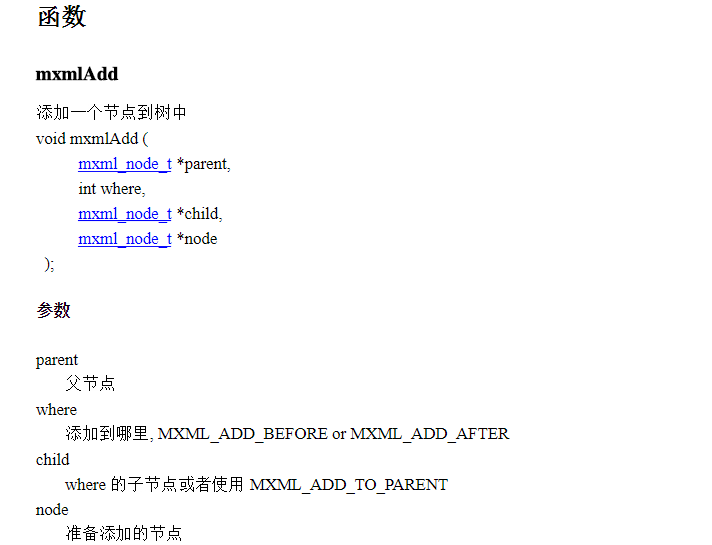 函数
mxmlAdd
添加一个节点到树中
void mxmlAdd (
mxml_node_t *parent,
int where,
mxml_node_t *child,
mxml_node_t *node
);
参数
parent
父节点
where
添加到哪里, MXML_ADD_BEFORE or MXML_ADD_AFTER
child
where 的子节点或者使用 MXML_ADD_TO_PARENT
node
准备添加的节点